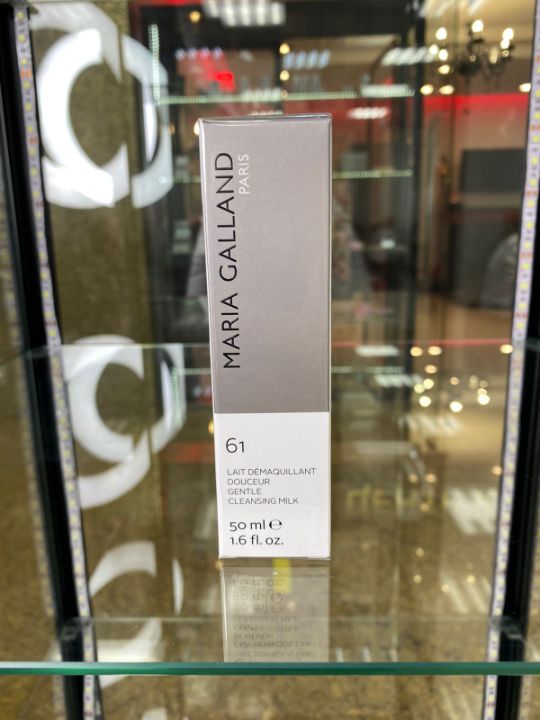 MARIA GALLAND
PARIS
61
LAIT DÉMAQUILLANT
DOUCEUR
GENTLE
CLEANSING MILK
50 ml ℮
1.6 fl. oz.